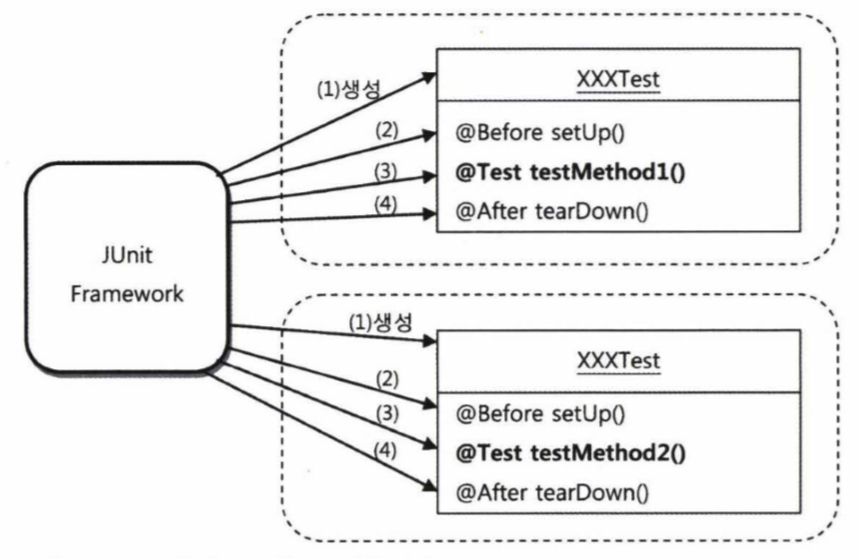 JUnit
Framework
(1)생성
(2)
(3)
(4)
XXXTest
@Before setUp()
@Test testMethod1()
@After tearDown()
(1)생성
(2)
(3)
(4)
XXXTest
@Before setUp()
@Test testMethod2()
@After tearDown()